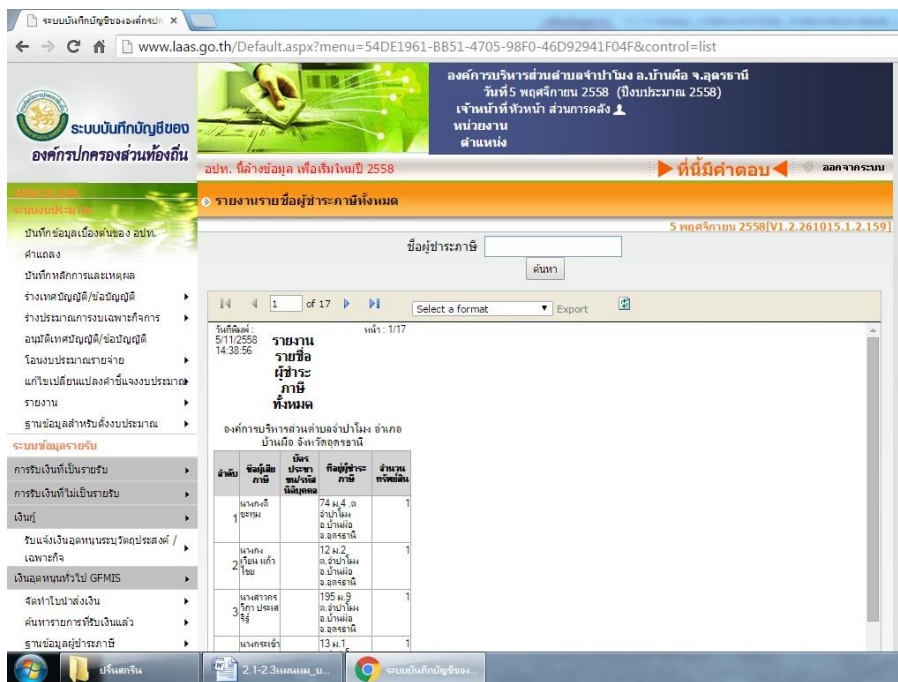 ระบบบันทึกบัญชีขององค์กรปก
www.laas.go.th/Default.aspx?menu=54DE1961-BB51-4705-98F0-46D92941F04F&control=list
ระบบบันทึกบัญชีของ
องค์กรปกครองส่วนท้องถิ่น
องค์การบริหารส่วนตำบลจำปาโมง อ.บ้านผือ จ.อุดรธานี
วันที่5 พฤศจิกายน 2558 (ปีงบประมาณ 2558)
เจ้าหน้าที่หัวหน้า ส่วนการคลัง
หน่วยงาน
ตำแหน่ง
อปท. นี้ล้างข้อมูล เพื่อเริ่มใหม่ปี 2558
ที่นี่มีคำตอบ
ออกจากระบบ
ระบบงบประมาณ
บันทึกข้อมูลเบื้องต้นของ อปท.
คำแถลง
บันทึกหลักการและเหตุผล
ร่างเทศบัญญัติ/ข้อบัญญัติ
ร่างประมาณการงบเฉพาะกิจการ
อนุมัติเทศบัญญัติ/ข้อบัญญัติ
โอนงบประมาณรายจ่าย
แก้ไขเปลี่ยนแปลงคำชี้แจงงบประมาณ
รายงาน
ฐานข้อมูลสำหรับตั้งงบประมาณ
ระบบข้อมูลรายรับ
การรับเงินที่เป็นรายรับ
การรับเงินที่ไม่เป็นรายรับ
เงินกู้
รับแจ้งเงินอุดหนุนระบุวัตถุประสงค์ /
เฉพาะกิจ
เงินอุดหนุนทั่วไป GFMIS
จัดทำใบนำส่งเงิน
ค้นหารายการที่รับเงินแล้ว
ฐานข้อมูลผู้ชำระภาษี
รายงานรายชื่อผู้ชำระภาษีทั้งหมด
5 พฤศจิกายน 2558[V1.2.261015.1.2.159]
ชื่อผู้ชำระภาษี
ค้นหา
1 of 17 Select a format Export
วันที่พิมพ์ :
5/11/2558
14:38:56
รายงาน
รายชื่อ
ผู้ชำระ
ภาษี
ทั้งหมด
หน้า : 1/17
องค์การบริหารส่วนตำบลจำปาโมง อำเภอ
บ้านผือ จังหวัดอุดรธานี
ลำดับ
ชื่อผู้เสีย
ภาษี
บัตร
ประชา
ชน/รหัส
นิติบุคคล
ที่อยู่ผู้ชำระ
ภาษี
จำนวน
ทรัพย์สิน
1
74 ม.4 .ต
จำปาโมง
อ.บ้านผือ
จ.อุดรธานี
1
2
12 ม.2
ต.จำปาโมง
อ.บ้านผือ
จ.อุดรธานี
1
3
195 ม.9
ต.จำปาโมง
อ.บ้านผือ
จ.อุดรธานี
1
13 ม.1
1
ปริ้นสกรีน
ระบบบันทึกบัญชีของ...